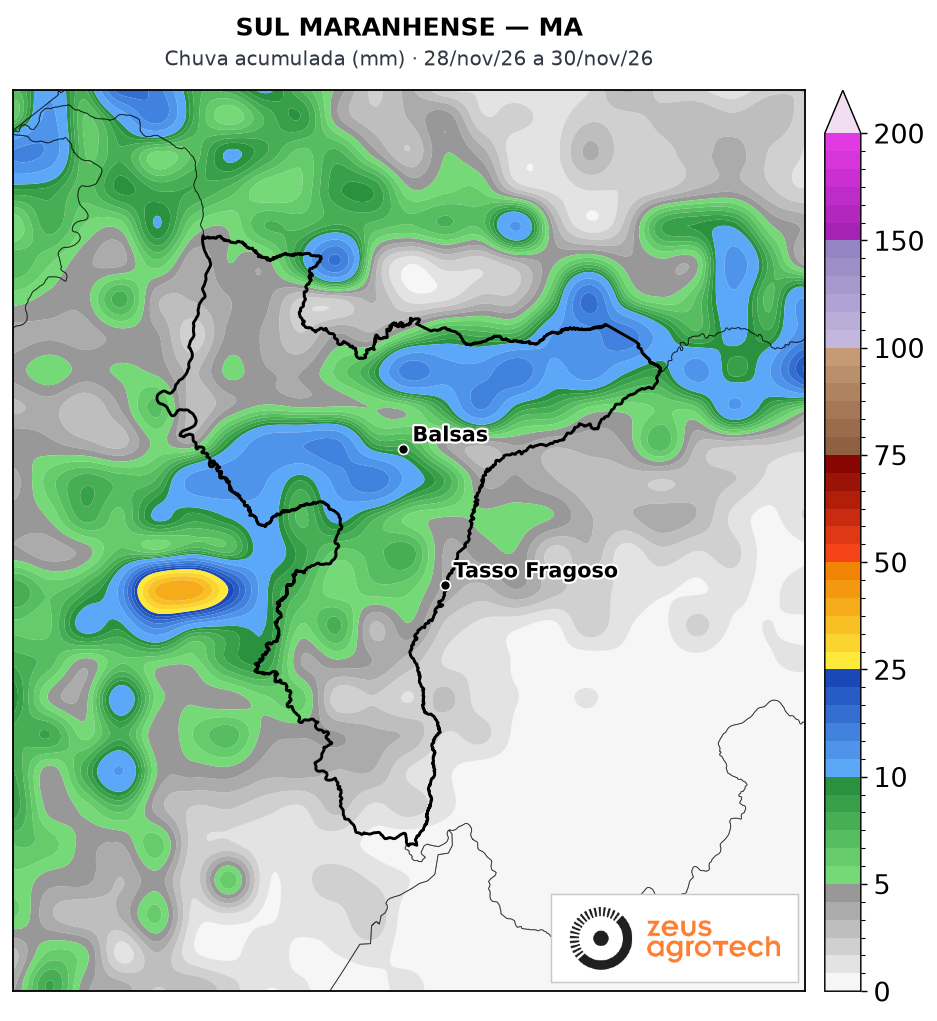 SUL MARANHENSE — MA
Chuva acumulada (mm) · 28/nov/26 a 30/nov/26
200
150
100
75
50
25
10
5
0
Balsas
Tasso Fragoso
zeus
agroTech